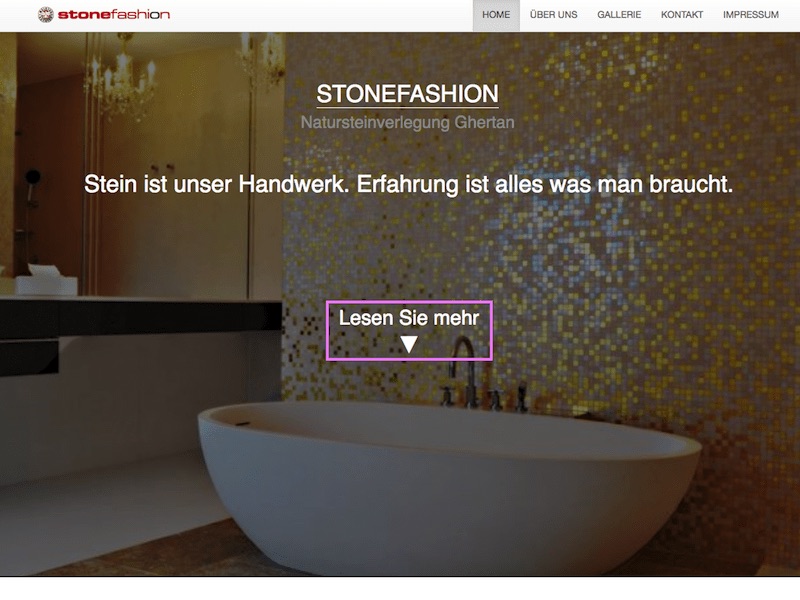 stonefashion
HOME ÜBER UNS GALLERIE KONTAKT IMPRESSUM
STONEFASHION
Natursteinverlegung Ghertan
Stein ist unser Handwerk. Erfahrung ist alles was man braucht.
Lesen Sie mehr